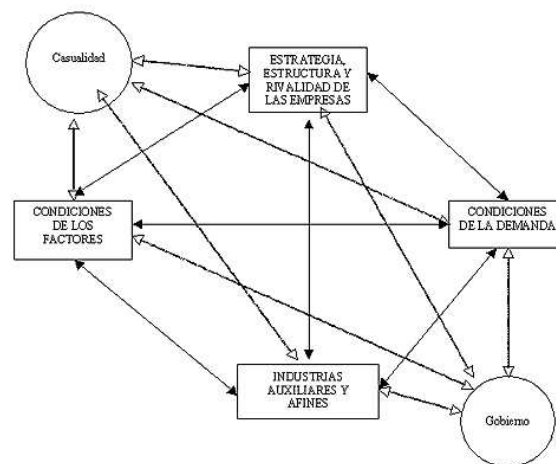 Casualidad
ESTRATEGIA,
ESTRUCTURA Y
RIVALIDAD DE
LAS EMPRESAS
CONDICIONES
DE LOS
FACTORES
CONDICIONES
DE LA DEMANDA
INDUSTRIAS
AUXILIARES Y
AFINES
Gobierno